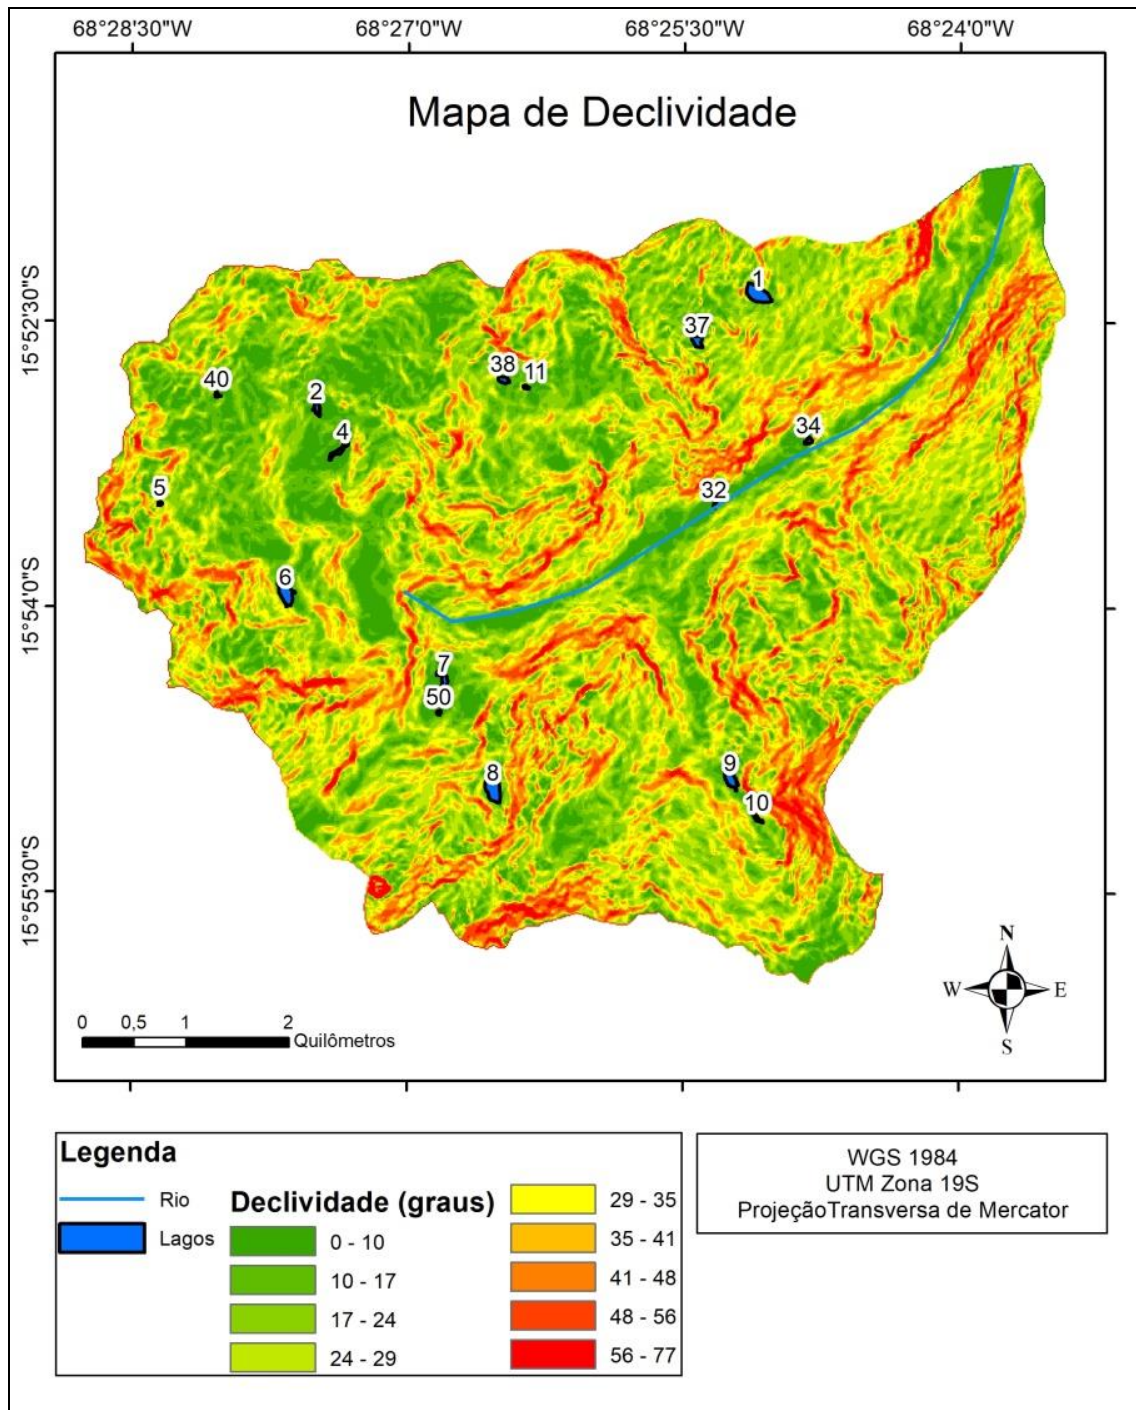 68°28'30"W 68°27'0"W 68°25'30"W 68°24'0"W
Mapa de Declividade
15°52'30"S
15°54'0"S
15°55'30"S
1
37
38 11
40
2
4
34
5
32
6
7
50
8
9
10
N
W E
S
0 0,5 1 2
Quilômetros
Legenda
Rio
Lagos
Declividade (graus)
0 - 10
10 - 17
17 - 24
24 - 29
29 - 35
35 - 41
41 - 48
48 - 56
56 - 77
WGS 1984
UTM Zona 19S
ProjeçãoTransversa de Mercator